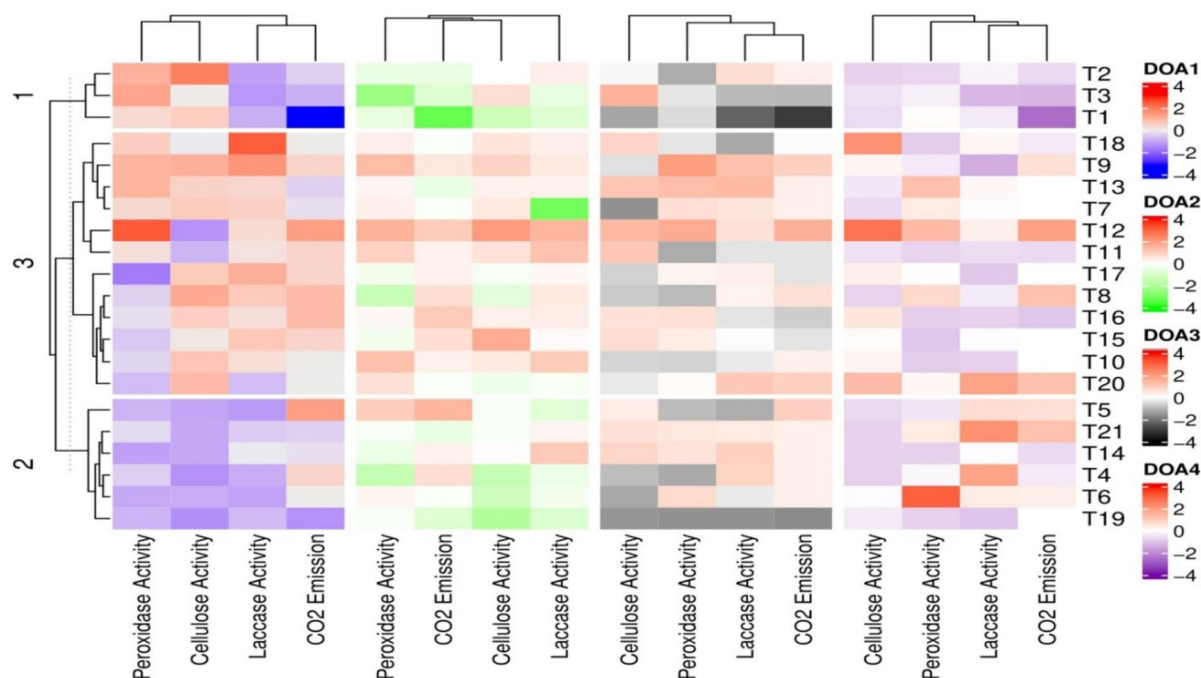 1
3
2
T2
T3
T1
T18
T9
T13
T7
T12
T11
T17
T8
T16
T15
T10
T20
T5
T21
T14
T4
T6
T19
DOA1
4
2
0
−2
−4
DOA2
4
2
0
−2
−4
DOA3
4
2
0
−2
−4
DOA4
4
2
0
−2
−4
Peroxidase Activity
Cellulose Activity
Laccase Activity
CO2 Emission
Peroxidase Activity
CO2 Emission
Cellulose Activity
Laccase Activity
Cellulose Activity
Peroxidase Activity
Laccase Activity
CO2 Emission
Cellulose Activity
Peroxidase Activity
Laccase Activity
CO2 Emission